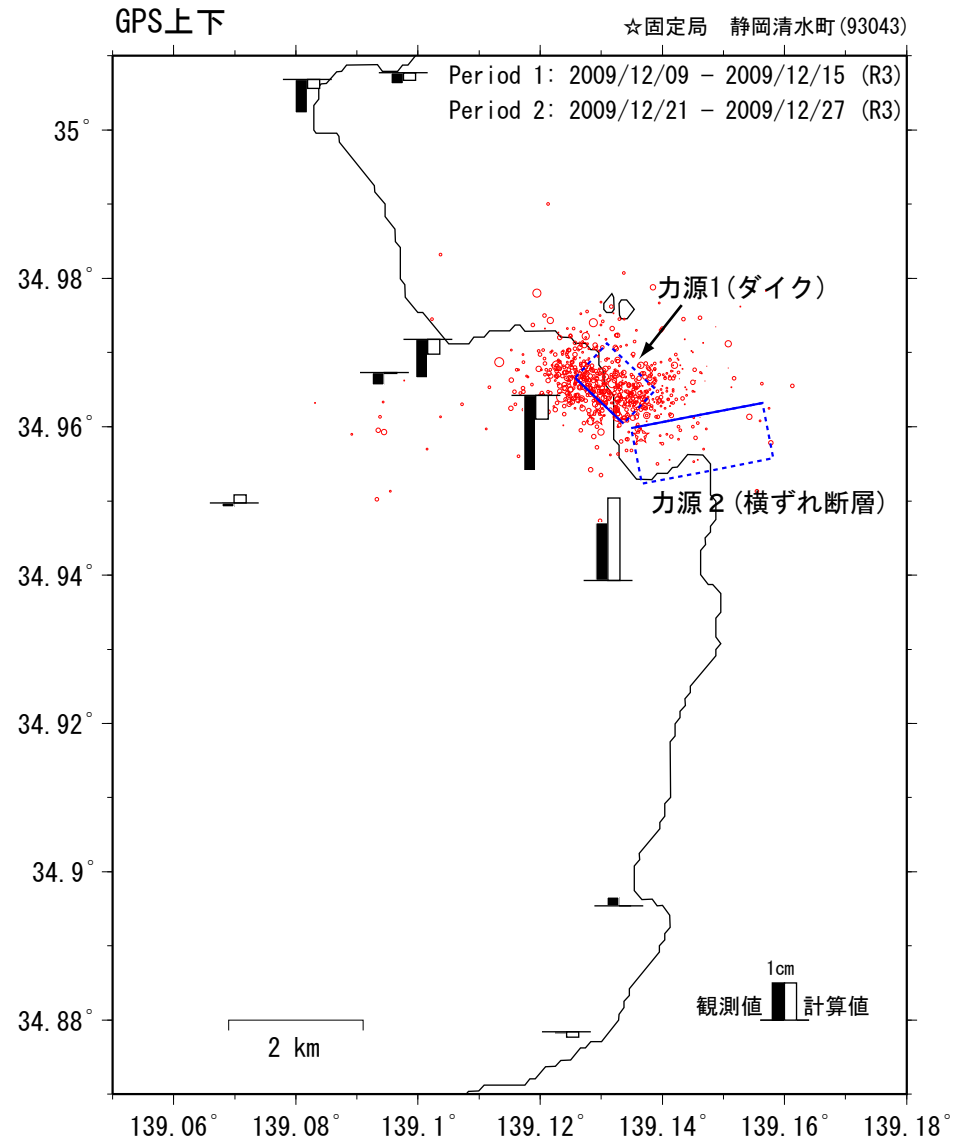 GPS上下
☆固定局　静岡清水町(93043)
Period 1: 2009/12/09 − 2009/12/15 (R3)
Period 2: 2009/12/21 − 2009/12/27 (R3)
35°
34.98°
力源1(ダイク)
34.96°
力源２(横ずれ断層)
34.94°
34.92°
34.9°
1cm
観測値 計算値
34.88°
2 km
139.06° 139.08° 139.1° 139.12° 139.14° 139.16° 139.18°